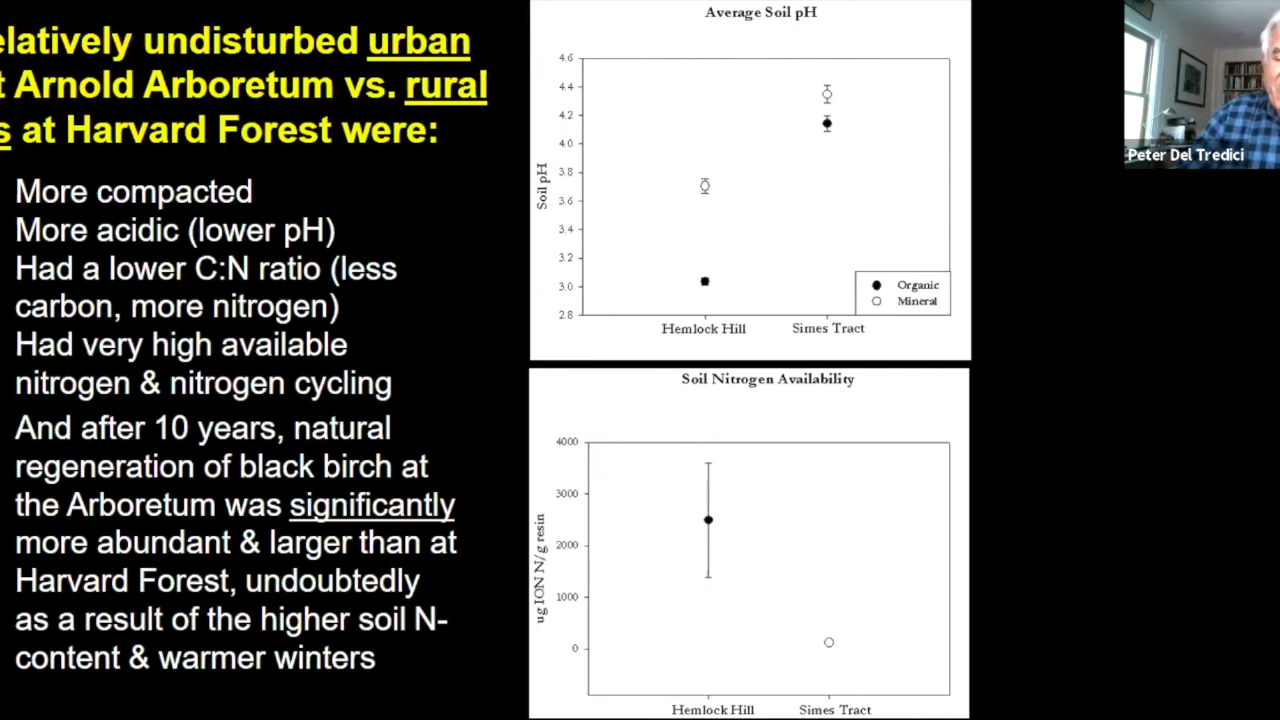 elatively undisturbed urban
t Arnold Arboretum vs. rural
s at Harvard Forest were:
More compacted
More acidic (lower pH)
Had a lower C:N ratio (less
carbon, more nitrogen)
Had very high available
nitrogen & nitrogen cycling
And after 10 years, natural
regeneration of black birch at
the Arboretum was significantly
more abundant & larger than at
Harvard Forest, undoubtedly
as a result of the higher soil N-
content & warmer winters
Average Soil pH
4.6
4.4
4.2
4.0
3.8
3.6
3.4
3.2
3.0
2.8
Soil pH
Organic
Mineral
Hemlock Hill
Simes Tract
Soil Nitrogen Availability
4000
3000
2000
1000
0
ug ION N/g resin
Hemlock Hill
Simes Tract
Peter Del Tredici